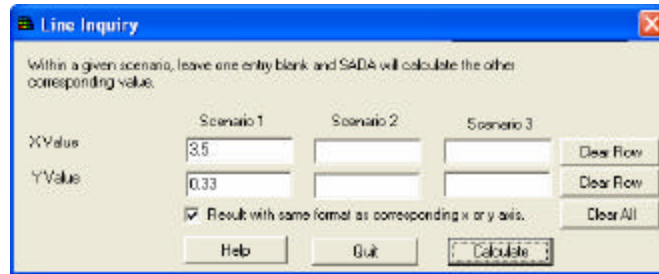 Line Inquiry
Within a given scenario, leave one entry blank and SADA will calculate the other
corresponding value.
Scenario 1 Scenario 2 Scenario 3
X Value 3.5 Clear Row
Y Value 0.33 Clear Row
Result with same format as corresponding x or y axis. Clear All
Help Quit Calculate